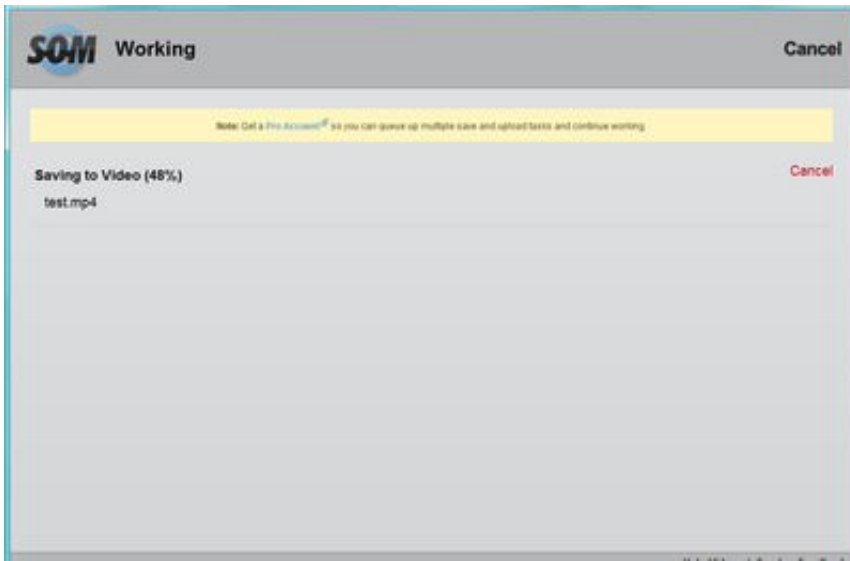 SOM Working
Cancel
Note: Get a Pro Account so you can queue up multiple save and upload tasks and continue working.
Saving to Video (48%)
Cancel
test.mp4